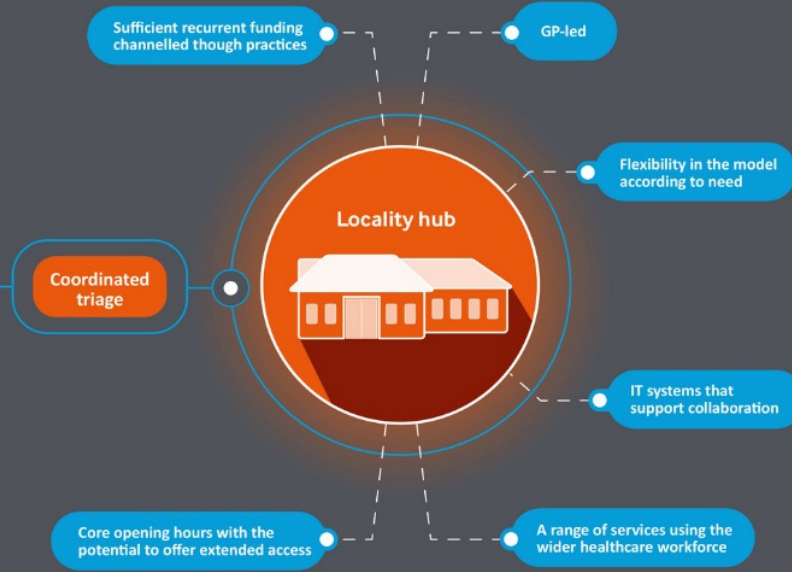 Sufficient recurrent funding
channelled though practices
GP-led
Flexibility in the model
according to need
Locality hub
Coordinated
triage
IT systems that
support collaboration
Core opening hours with the
potential to offer extended access
A range of services using the
wider healthcare workforce